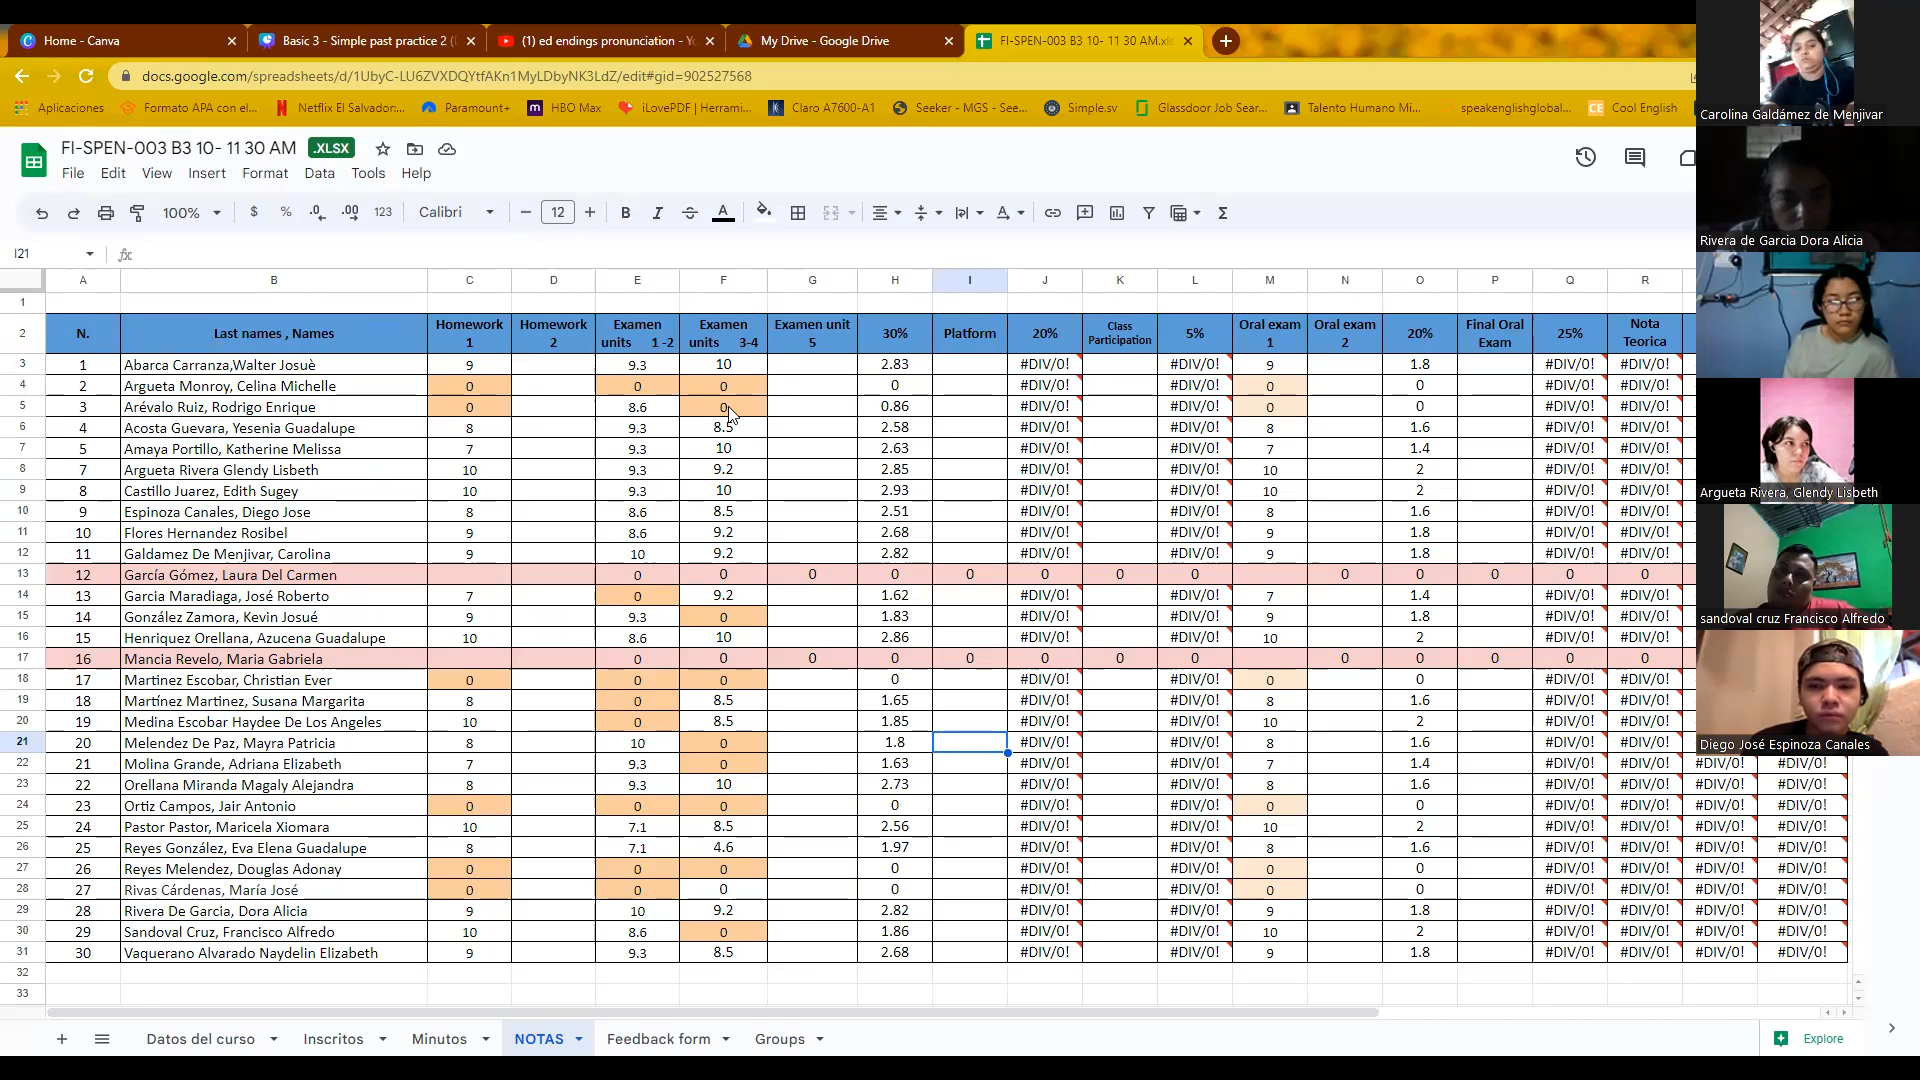 Home - Canva
Basic 3 - Simple past practice 2 (
(1) ed endings pronunciation - Y
My Drive - Google Drive
FI-SPEN-003 B3 10- 11 30 AM.xls
docs.google.com/spreadsheets/d/1UbyC-LU6ZVXDQYtfAKn1MyLDbyNK3LdZ/edit#gid=902527568
Aplicaciones Formato APA con el... Netflix El Salvador:... Paramount+ HBO Max iLovePDF | Herrami... Claro A7600-A1 Seeker - MGS - See... Simple.sv Glassdoor Job Sear... Talento Humano Mi... speakenglishglobal... Cool English
FI-SPEN-003 B3 10- 11 30 AM .XLSX
File Edit View Insert Format Data Tools Help
100% $ % .0 .00 123 Calibri 12 B I A
I21 fx
A B C D E F G H I J K L M N O P Q R
1
2 N. Last names , Names Homework 1 Homework 2 Examen units 1 -2 Examen units 3-4 Examen unit 5 30% Platform 20% Class Participation 5% Oral exam 1 Oral exam 2 20% Final Oral Exam 25% Nota Teorica
3 1 Abarca Carranza,Walter Josuè 9 9.3 10 2.83 #DIV/0! #DIV/0! 9 1.8 #DIV/0! #DIV/0!
4 2 Argueta Monroy, Celina Michelle 0 0 0 0 #DIV/0! #DIV/0! 0 0 #DIV/0! #DIV/0!
5 3 Arévalo Ruiz, Rodrigo Enrique 0 8.6 0 0.86 #DIV/0! #DIV/0! 0 0 #DIV/0! #DIV/0!
6 4 Acosta Guevara, Yesenia Guadalupe 8 9.3 8.5 2.58 #DIV/0! #DIV/0! 8 1.6 #DIV/0! #DIV/0!
7 5 Amaya Portillo, Katherine Melissa 7 9.3 10 2.63 #DIV/0! #DIV/0! 7 1.4 #DIV/0! #DIV/0!
8 7 Argueta Rivera Glendy Lisbeth 10 9.3 9.2 2.85 #DIV/0! #DIV/0! 10 2 #DIV/0! #DIV/0!
9 8 Castillo Juarez, Edith Sugey 10 9.3 10 2.93 #DIV/0! #DIV/0! 10 2 #DIV/0! #DIV/0!
10 9 Espinoza Canales, Diego Jose 8 8.6 8.5 2.51 #DIV/0! #DIV/0! 8 1.6 #DIV/0! #DIV/0!
11 10 Flores Hernandez Rosibel 9 8.6 9.2 2.68 #DIV/0! #DIV/0! 9 1.8 #DIV/0! #DIV/0!
12 11 Galdamez De Menjivar, Carolina 9 10 9.2 2.82 #DIV/0! #DIV/0! 9 1.8 #DIV/0! #DIV/0!
13 12 García Gómez, Laura Del Carmen 0 0 0 0 0 0 0 0 0 0 0 0 0
14 13 Garcia Maradiaga, José Roberto 7 0 9.2 1.62 #DIV/0! #DIV/0! 7 1.4 #DIV/0! #DIV/0!
15 14 González Zamora, Kevin Josué 9 9.3 0 1.83 #DIV/0! #DIV/0! 9 1.8 #DIV/0! #DIV/0!
16 15 Henriquez Orellana, Azucena Guadalupe 10 8.6 10 2.86 #DIV/0! #DIV/0! 10 2 #DIV/0! #DIV/0!
17 16 Mancia Revelo, Maria Gabriela 0 0 0 0 0 0 0 0 0 0 0 0 0
18 17 Martinez Escobar, Christian Ever 0 0 0 0 #DIV/0! #DIV/0! 0 0 #DIV/0! #DIV/0!
19 18 Martínez Martinez, Susana Margarita 8 0 8.5 1.65 #DIV/0! #DIV/0! 8 1.6 #DIV/0! #DIV/0!
20 19 Medina Escobar Haydee De Los Angeles 10 0 8.5 1.85 #DIV/0! #DIV/0! 10 2 #DIV/0! #DIV/0!
21 20 Melendez De Paz, Mayra Patricia 8 10 0 1.8 #DIV/0! #DIV/0! 8 1.6 #DIV/0! #DIV/0!
22 21 Molina Grande, Adriana Elizabeth 7 9.3 0 1.63 #DIV/0! #DIV/0! 7 1.4 #DIV/0! #DIV/0! #DIV/0! #DIV/0!
23 22 Orellana Miranda Magaly Alejandra 8 9.3 10 2.73 #DIV/0! #DIV/0! 8 1.6 #DIV/0! #DIV/0! #DIV/0! #DIV/0!
24 23 Ortiz Campos, Jair Antonio 0 0 0 0 #DIV/0! #DIV/0! 0 0 #DIV/0! #DIV/0! #DIV/0! #DIV/0!
25 24 Pastor Pastor, Maricela Xiomara 10 7.1 8.5 2.56 #DIV/0! #DIV/0! 10 2 #DIV/0! #DIV/0! #DIV/0! #DIV/0!
26 25 Reyes González, Eva Elena Guadalupe 8 7.1 4.6 1.97 #DIV/0! #DIV/0! 8 1.6 #DIV/0! #DIV/0! #DIV/0! #DIV/0!
27 26 Reyes Melendez, Douglas Adonay 0 0 0 0 #DIV/0! #DIV/0! 0 0 #DIV/0! #DIV/0! #DIV/0! #DIV/0!
28 27 Rivas Cárdenas, María José 0 0 0 0 #DIV/0! #DIV/0! 0 0 #DIV/0! #DIV/0! #DIV/0! #DIV/0!
29 28 Rivera De Garcia, Dora Alicia 9 10 9.2 2.82 #DIV/0! #DIV/0! 9 1.8 #DIV/0! #DIV/0! #DIV/0! #DIV/0!
30 29 Sandoval Cruz, Francisco Alfredo 10 8.6 0 1.86 #DIV/0! #DIV/0! 10 2 #DIV/0! #DIV/0! #DIV/0! #DIV/0!
31 30 Vaquerano Alvarado Naydelin Elizabeth 9 9.3 8.5 2.68 #DIV/0! #DIV/0! 9 1.8 #DIV/0! #DIV/0! #DIV/0! #DIV/0!
32
33
Datos del curso Inscritos Minutos NOTAS Feedback form Groups Explore
Carolina Galdámez de Menjivar
Rivera de Garcia Dora Alicia
Argueta Rivera, Glendy Lisbeth
sandoval cruz Francisco Alfredo
Diego José Espinoza Canales